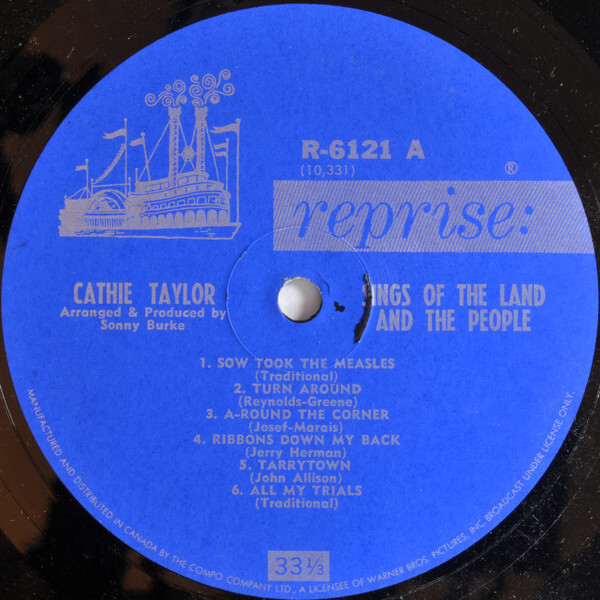 R-6121 A
(10,331)
®
reprise:
CATHIE TAYLOR
Arranged & Produced by
Sonny Burke
SINGS OF THE LAND
AND THE PEOPLE
1. SOW TOOK THE MEASLES
(Traditional)
2. TURN AROUND
(Reynolds-Greene)
3. A-ROUND THE CORNER
(Josef-Marais)
4. RIBBONS DOWN MY BACK
(Jerry Herman)
5. TARRYTOWN
(John Allison)
6. ALL MY TRIALS
(Traditional)
33 1/3
MANUFACTURED AND DISTRIBUTED IN CANADA BY THE COMPO COMPANY LTD., A LICENSEE OF WARNER BROS. PICTURES, INC. BROADCAST UNDER LICENSE ONLY.